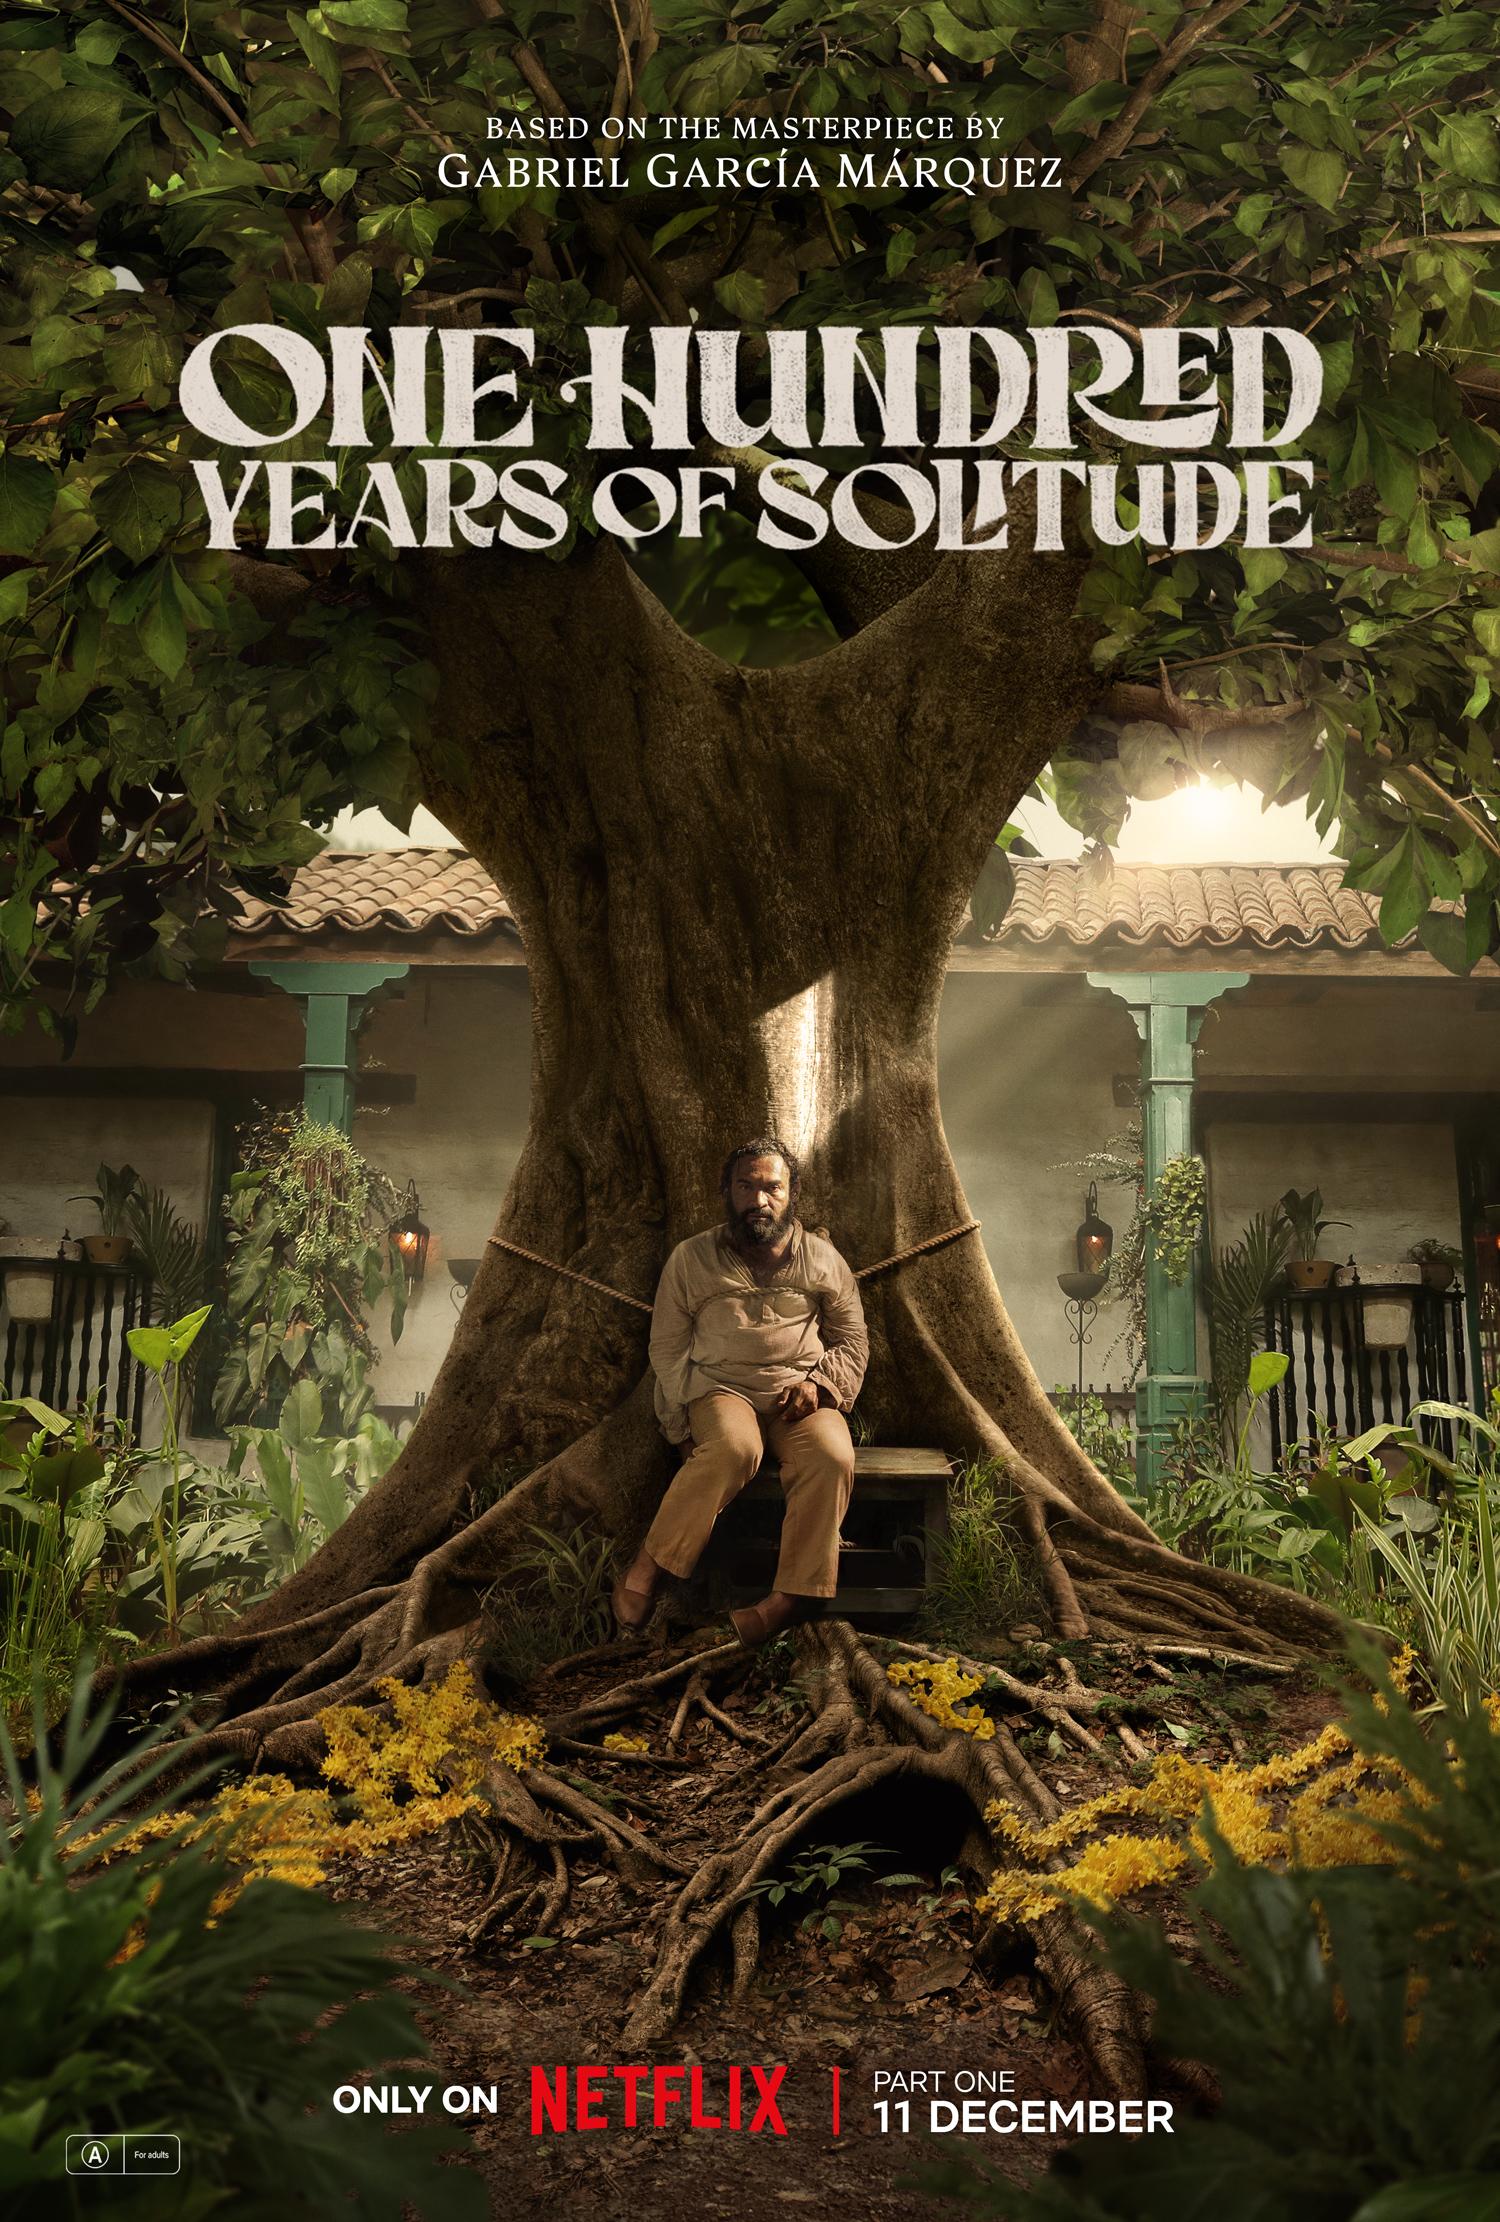 BASED ON THE MASTERPIECE BY
GABRIEL GARCÍA MÁRQUEZ
ONE HUNDRED
YEARS OF SOLITUDE
ONLY ON NETFLIX
PART ONE
11 DECEMBER
A For adults